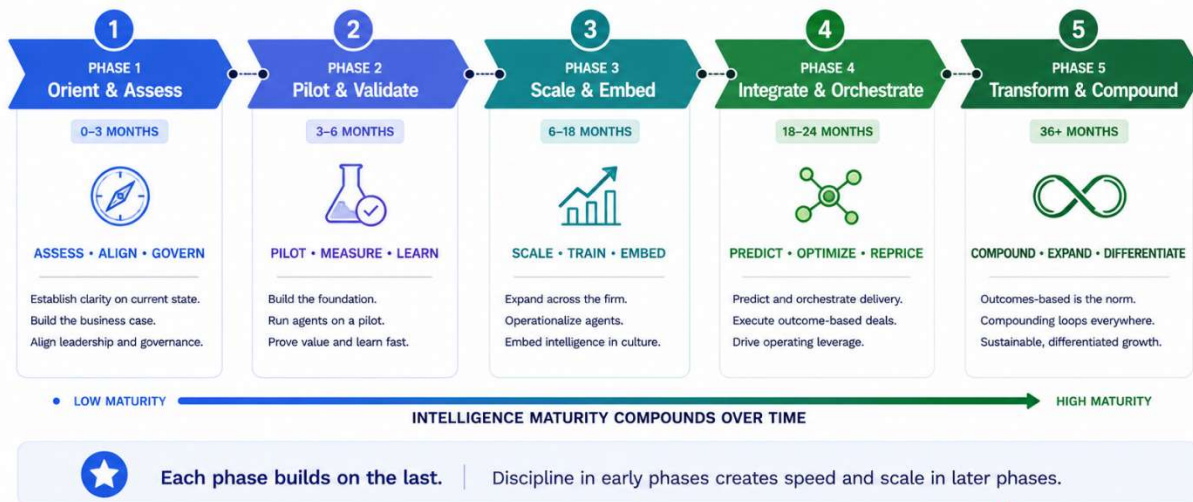 1
PHASE 1
Orient & Assess
0–3 MONTHS
ASSESS • ALIGN • GOVERN
Establish clarity on current state.
Build the business case.
Align leadership and governance.
2
PHASE 2
Pilot & Validate
3–6 MONTHS
PILOT • MEASURE • LEARN
Build the foundation.
Run agents on a pilot.
Prove value and learn fast.
3
PHASE 3
Scale & Embed
6–18 MONTHS
SCALE • TRAIN • EMBED
Expand across the firm.
Operationalize agents.
Embed intelligence in culture.
4
PHASE 4
Integrate & Orchestrate
18–24 MONTHS
PREDICT • OPTIMIZE • REPRICE
Predict and orchestrate delivery.
Execute outcome-based deals.
Drive operating leverage.
5
PHASE 5
Transform & Compound
36+ MONTHS
COMPOUND • EXPAND • DIFFERENTIATE
Outcomes-based is the norm.
Compounding loops everywhere.
Sustainable, differentiated growth.
• LOW MATURITY
HIGH MATURITY
INTELLIGENCE MATURITY COMPOUNDS OVER TIME
Each phase builds on the last. | Discipline in early phases creates speed and scale in later phases.